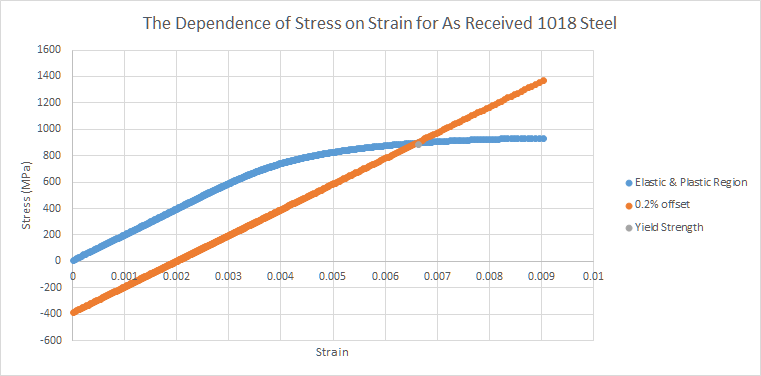 The Dependence of Stress on Strain for As Received 1018 Steel
1600
1400
1200
1000
800
600
400
200
0
-200
-400
-600
Stress (MPa)
0 0.001 0.002 0.003 0.004 0.005 0.006 0.007 0.008 0.009 0.01
Strain
Elastic & Plastic Region
0.2% offset
Yield Strength